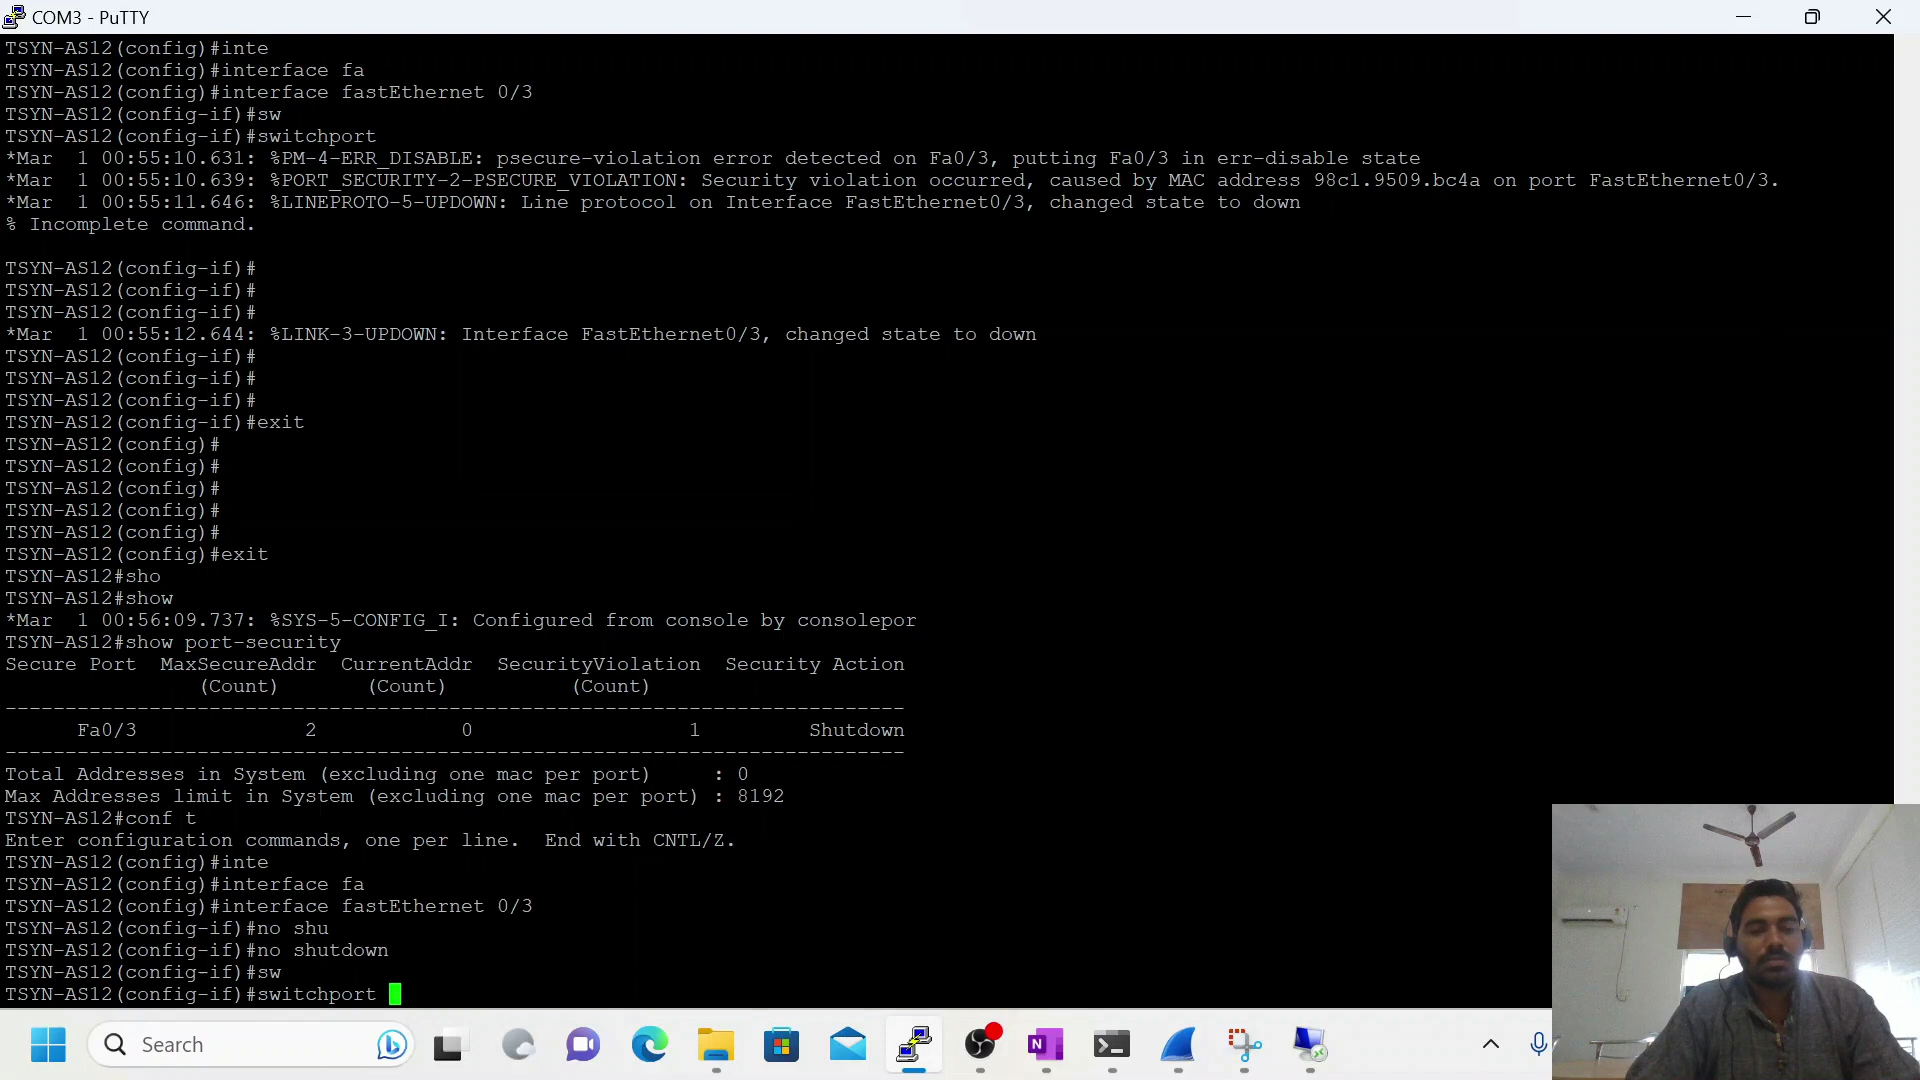 COM3 - PuTTY
TSYN-AS12(config)#inte
TSYN-AS12(config)#interface fa
TSYN-AS12(config)#interface fastEthernet 0/3
TSYN-AS12(config-if)#sw
TSYN-AS12(config-if)#switchport
*Mar  1 00:55:10.631: %PM-4-ERR_DISABLE: psecure-violation error detected on Fa0/3, putting Fa0/3 in err-disable state
*Mar  1 00:55:10.639: %PORT_SECURITY-2-PSECURE_VIOLATION: Security violation occurred, caused by MAC address 98c1.9509.bc4a on port FastEthernet0/3.
*Mar  1 00:55:11.646: %LINEPROTO-5-UPDOWN: Line protocol on Interface FastEthernet0/3, changed state to down
% Incomplete command.
TSYN-AS12(config-if)#
TSYN-AS12(config-if)#
TSYN-AS12(config-if)#
*Mar  1 00:55:12.644: %LINK-3-UPDOWN: Interface FastEthernet0/3, changed state to down
TSYN-AS12(config-if)#
TSYN-AS12(config-if)#
TSYN-AS12(config-if)#
TSYN-AS12(config-if)#exit
TSYN-AS12(config)#
TSYN-AS12(config)#
TSYN-AS12(config)#
TSYN-AS12(config)#
TSYN-AS12(config)#
TSYN-AS12(config)#exit
TSYN-AS12#sho
TSYN-AS12#show
*Mar  1 00:56:09.737: %SYS-5-CONFIG_I: Configured from console by consolepor
TSYN-AS12#show port-security
Secure Port  MaxSecureAddr  CurrentAddr  SecurityViolation  Security Action
(Count)       (Count)          (Count)
---------------------------------------------------------------------------
Fa0/3              2            0                  1         Shutdown
---------------------------------------------------------------------------
Total Addresses in System (excluding one mac per port)     : 0
Max Addresses limit in System (excluding one mac per port) : 8192
TSYN-AS12#conf t
Enter configuration commands, one per line.  End with CNTL/Z.
TSYN-AS12(config)#inte
TSYN-AS12(config)#interface fa
TSYN-AS12(config)#interface fastEthernet 0/3
TSYN-AS12(config-if)#no shu
TSYN-AS12(config-if)#no shutdown
TSYN-AS12(config-if)#sw
TSYN-AS12(config-if)#switchport
Search
N